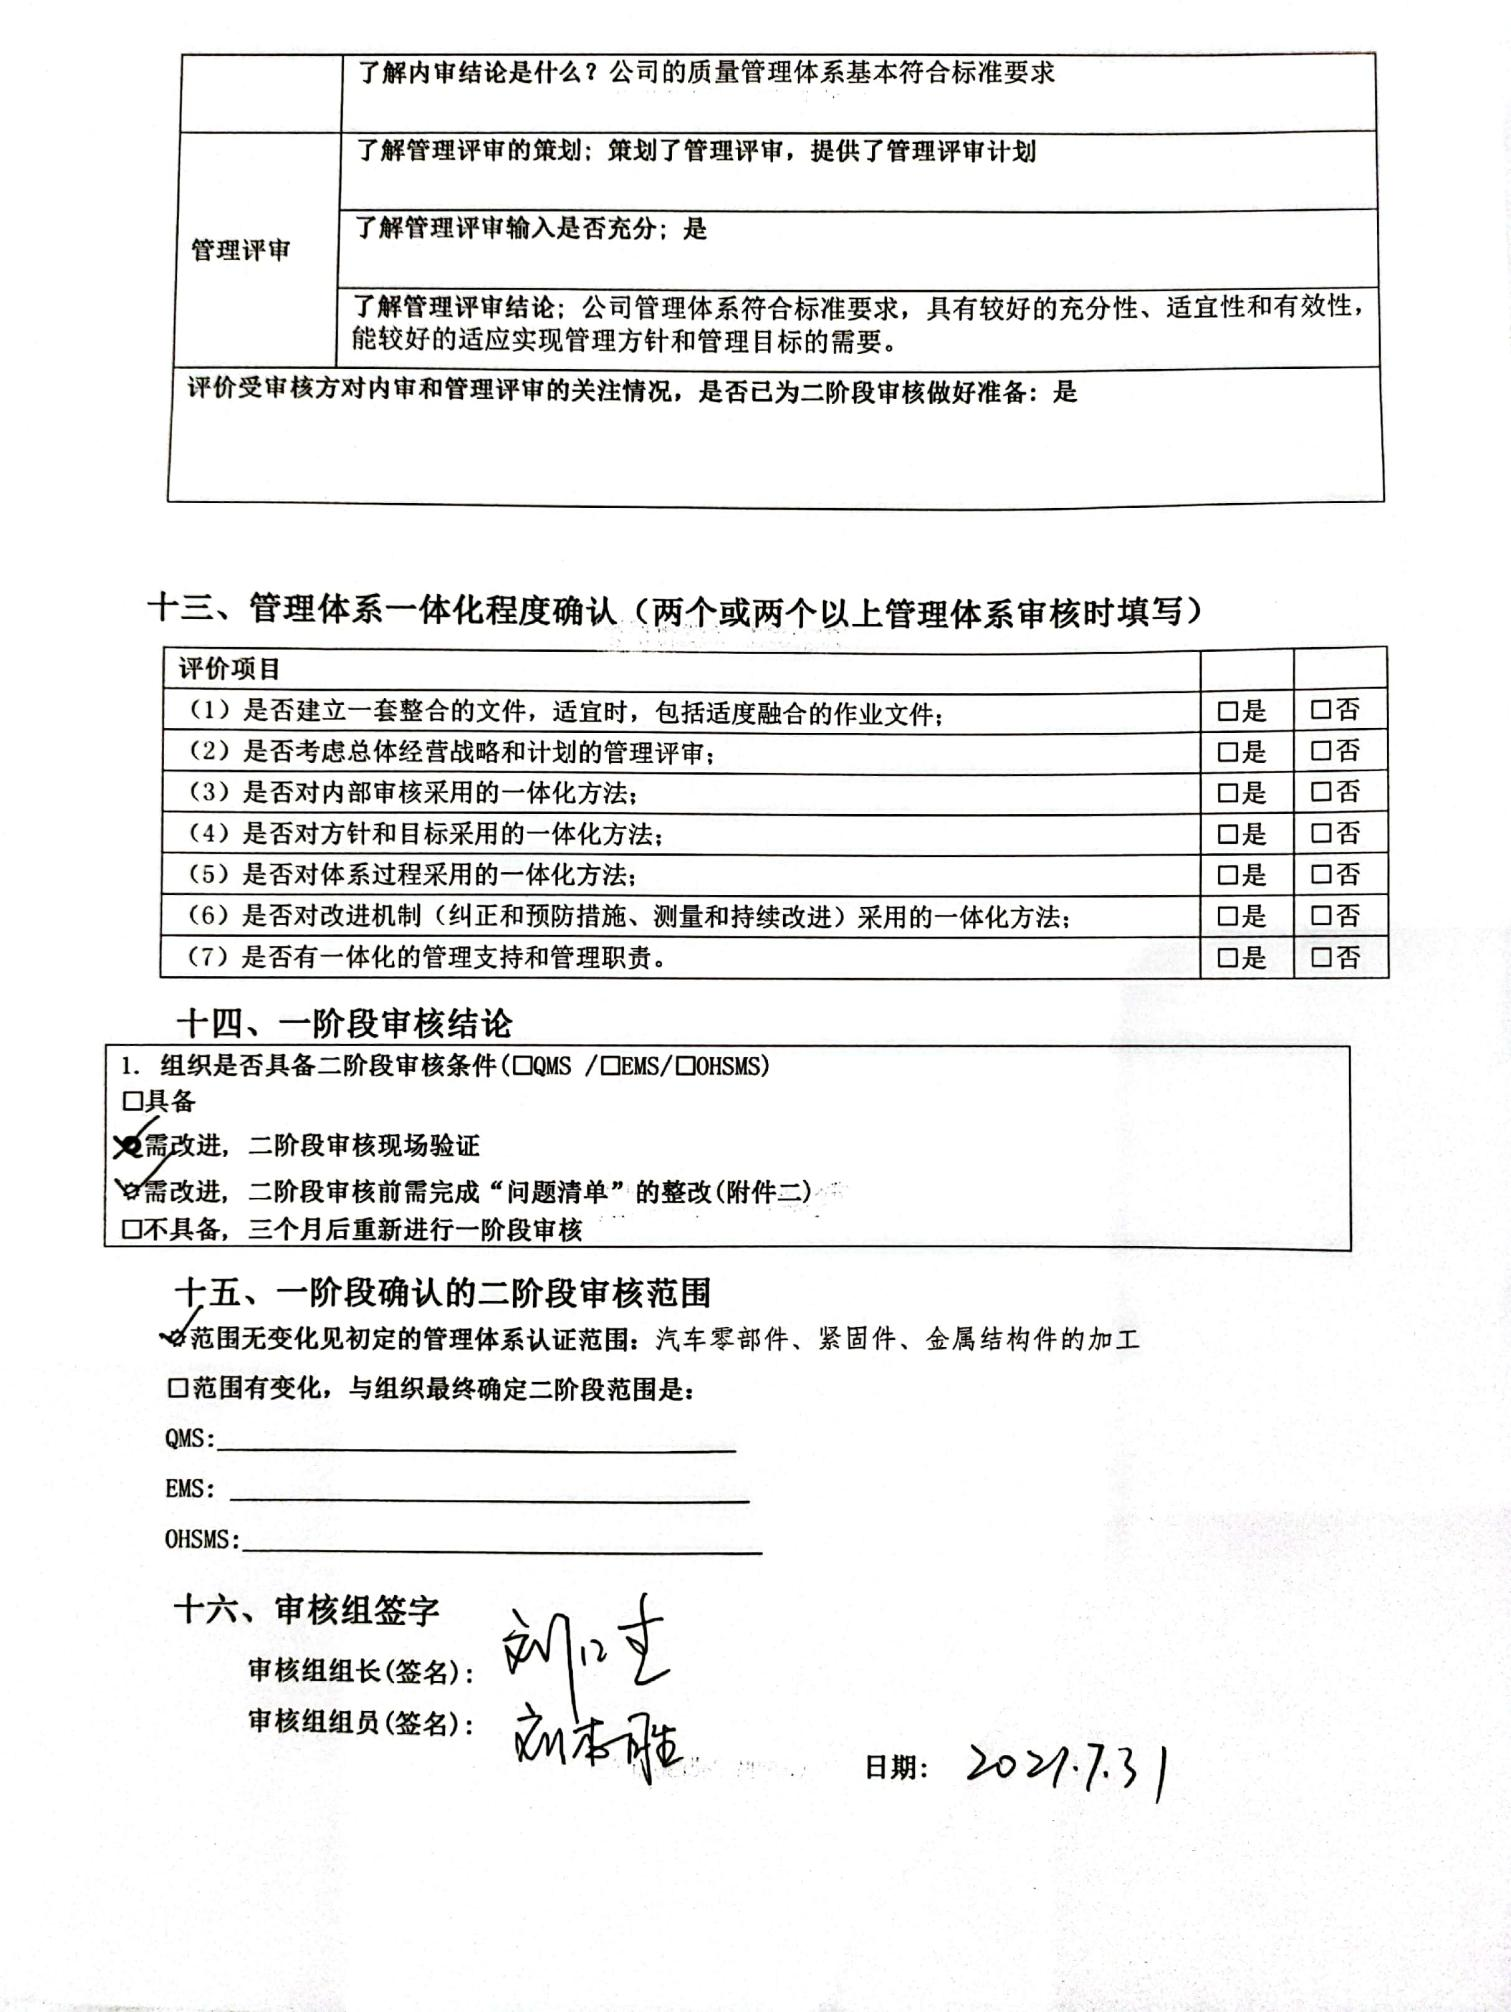 了解内审结论是什么？公司的质量管理体系基本符合标准要求
了解管理评审的策划；策划了管理评审，提供了管理评审计划
管理评审
了解管理评审输入是否充分；是
了解管理评审结论；公司管理体系符合标准要求，具有较好的充分性、适宜性和有效性，
能较好的适应实现管理方针和管理目标的需要。
评价受审核方对内审和管理评审的关注情况，是否已为二阶段审核做好准备：是
十三、管理体系一体化程度确认（两个或两个以上管理体系审核时填写）
评价项目
（1）是否建立一套整合的文件，适宜时，包括适度融合的作业文件； □是 □否
（2）是否考虑总体经营战略和计划的管理评审； □是 □否
（3）是否对内部审核采用的一体化方法； □是 □否
（4）是否对方针和目标采用的一体化方法； □是 □否
（5）是否对体系过程采用的一体化方法； □是 □否
（6）是否对改进机制（纠正和预防措施、测量和持续改进）采用的一体化方法； □是 □否
（7）是否有一体化的管理支持和管理职责。 □是 □否
十四、一阶段审核结论
1. 组织是否具备二阶段审核条件(□QMS /□EMS/□OHSMS)
□具备
需改进，二阶段审核现场验证
需改进，二阶段审核前需完成“问题清单”的整改(附件二)
□不具备，三个月后重新进行一阶段审核
十五、一阶段确认的二阶段审核范围
范围无变化见初定的管理体系认证范围：汽车零部件、紧固件、金属结构件的加工
□范围有变化，与组织最终确定二阶段范围是：
QMS:
EMS:
OHSMS:
十六、审核组签字
审核组组长(签名)：
审核组组员(签名)： 刘本胜
日期： 2021.7.31